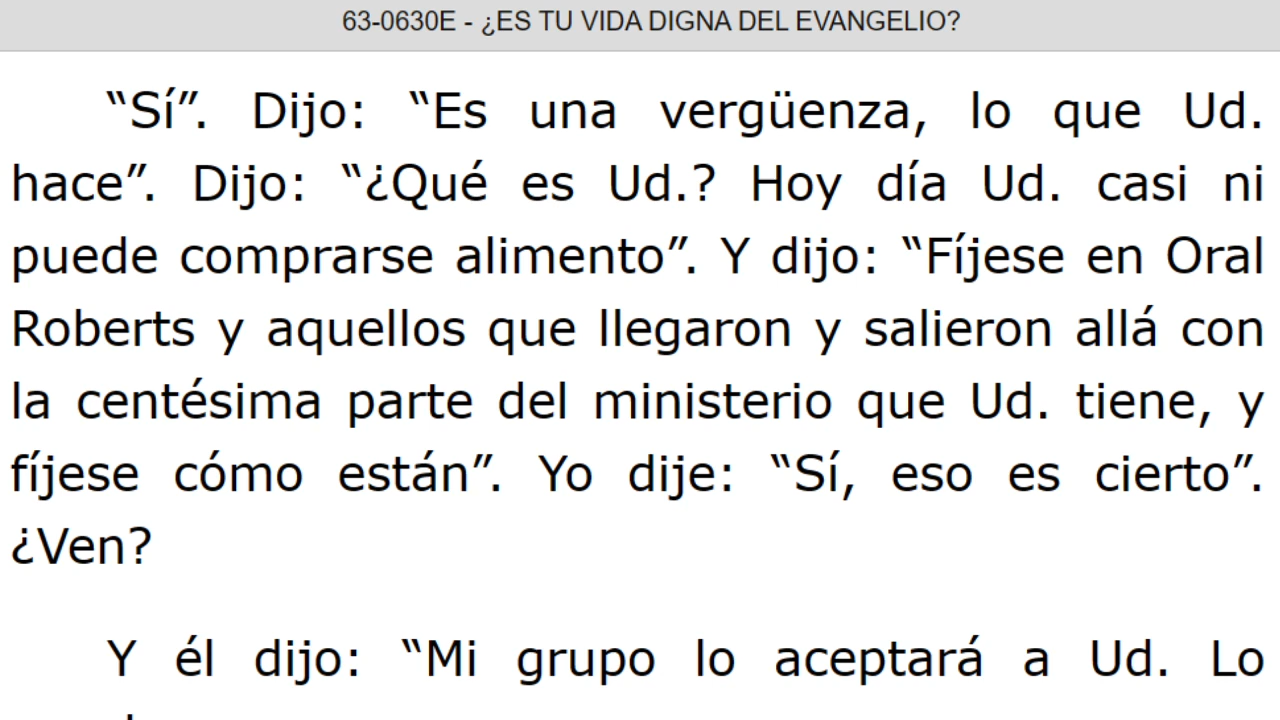 63-0630E - ¿ES TU VIDA DIGNA DEL EVANGELIO?
“Sí”. Dijo: “Es una vergüenza, lo que Ud.
hace”. Dijo: “¿Qué es Ud.? Hoy día Ud. casi ni
puede comprarse alimento”. Y dijo: “Fíjese en Oral
Roberts y aquellos que llegaron y salieron allá con
la centésima parte del ministerio que Ud. tiene, y
fíjese cómo están”. Yo dije: “Sí, eso es cierto”.
¿Ven?
Y él dijo: “Mi grupo lo aceptará a Ud. Lo